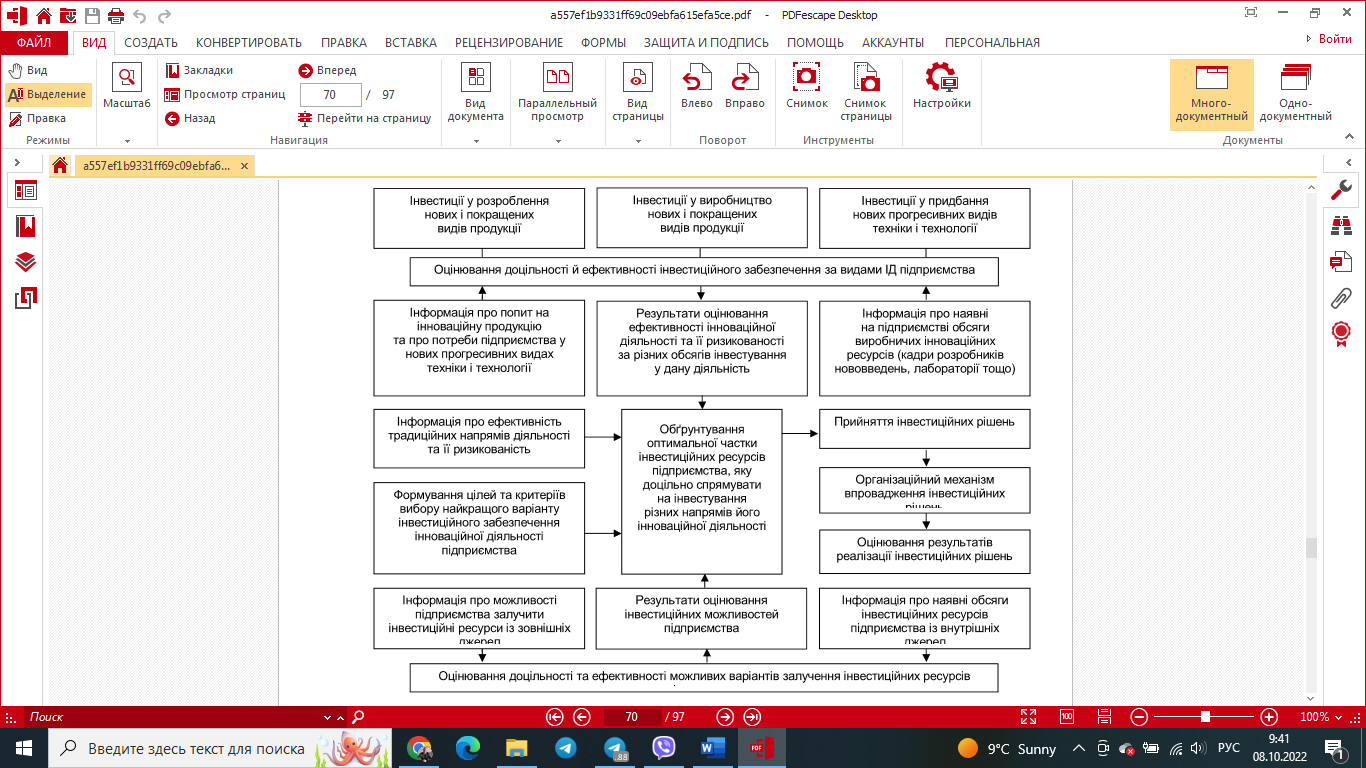 a557ef1b9331ff69c09ebfa615efa5ce.pdf - PDFescape Desktop
ФАЙЛ ВИД СОЗДАТЬ КОНВЕРТИРОВАТЬ ПРАВКА ВСТАВКА РЕЦЕНЗИРОВАНИЕ ФОРМЫ ЗАЩИТА И ПОДПИСЬ ПОМОЩЬ АККАУНТЫ ПЕРСОНАЛЬНАЯ Войти
Вид
Выделение
Правка
Режимы
Масштаб
Закладки
Просмотр страниц
Назад
Вперед
70 / 97
Перейти на страницу
Навигация
Вид
документа
Параллельный
просмотр
Вид
страницы
Влево
Вправо
Поворот
Снимок
Снимок
страницы
Инструменты
Настройки
Много-
документный
Одно-
документный
Документы
a557ef1b9331ff69c09ebfa6...
Інвестиції у розроблення
нових і покращених
видів продукції
Інвестиції у виробництво
нових і покращених
видів продукції
Інвестиції у придбання
нових прогресивних видів
техніки і технології
Оцінювання доцільності й ефективності інвестиційного забезпечення за видами ІД підприємства
Інформація про попит на
інноваційну продукцію
та про потреби підприємства у
нових прогресивних видах
техніки і технології
Результати оцінювання
ефективності інноваційної
діяльності та її ризикованості
за різних обсягів інвестування
у дану діяльність
Інформація про наявні
на підприємстві обсяги
виробничих інноваційних
ресурсів (кадри розробників
нововведень, лабораторії тощо)
Інформація про ефективність
традиційних напрямів діяльності
та її ризикованість
Формування цілей та критеріїв
вибору найкращого варіанту
інвестиційного забезпечення
інноваційної діяльності
підприємства
Обґрунтування
оптимальної частки
інвестиційних ресурсів
підприємства, яку
доцільно спрямувати
на інвестування
різних напрямів його
інноваційної діяльності
Прийняття інвестиційних рішень
Організаційний механізм
впровадження інвестиційних
рішень
Оцінювання результатів
реалізації інвестиційних рішень
Інформація про можливості
підприємства залучити
інвестиційні ресурси із зовнішніх
джерел
Результати оцінювання
інвестиційних можливостей
підприємства
Інформація про наявні обсяги
інвестиційних ресурсів
підприємства із внутрішніх
джерел
Оцінювання доцільності та ефективності можливих варіантів залучення інвестиційних ресурсів
Поиск
70 / 97
100
100%
Введите здесь текст для поиска
88
PDF
9°C Sunny
РУС
9:41
08.10.2022
1